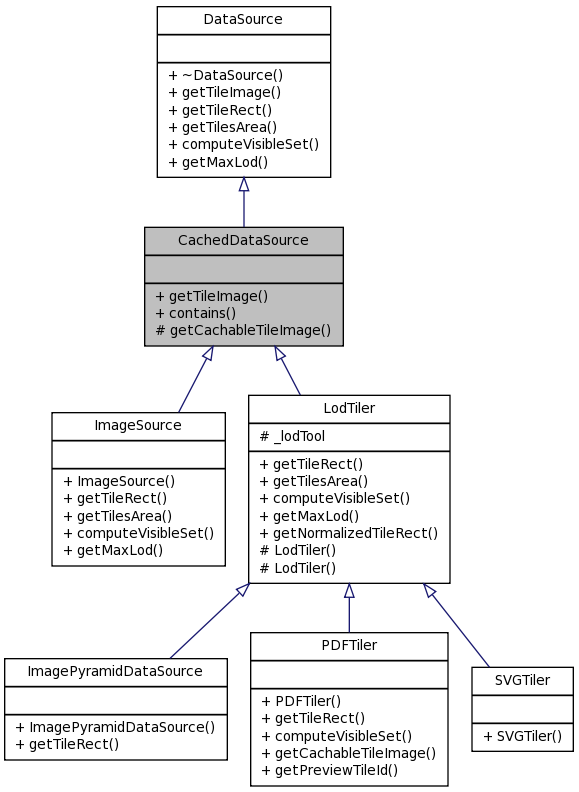 DataSource
+ ~DataSource()
+ getTileImage()
+ getTileRect()
+ getTilesArea()
+ computeVisibleSet()
+ getMaxLod()
CachedDataSource
+ getTileImage()
+ contains()
# getCachableTileImage()
ImageSource
+ ImageSource()
+ getTileRect()
+ getTilesArea()
+ computeVisibleSet()
+ getMaxLod()
LodTiler
# _lodTool
+ getTileRect()
+ getTilesArea()
+ computeVisibleSet()
+ getMaxLod()
+ getNormalizedTileRect()
# LodTiler()
# LodTiler()
ImagePyramidDataSource
+ ImagePyramidDataSource()
+ getTileRect()
PDFTiler
+ PDFTiler()
+ getTileRect()
+ computeVisibleSet()
+ getCachableTileImage()
+ getPreviewTileId()
SVGTiler
+ SVGTiler()